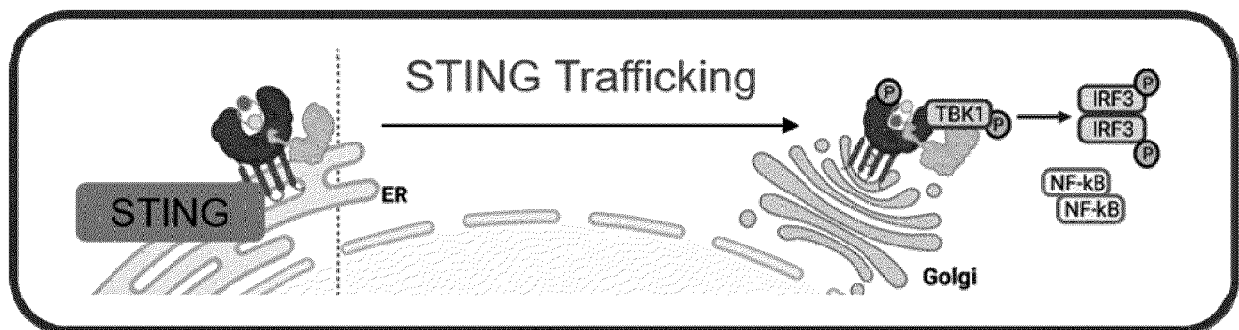 STING Trafficking
STING
ER
P
TBK1
P
IRF3
P
IRF3
P
NF-kB
NF-kB
Golgi